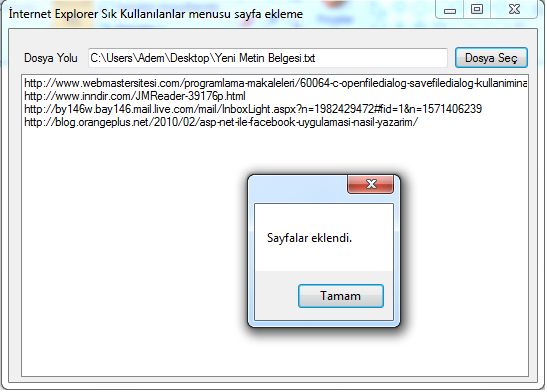 İnternet Explorer Sık Kullanılanlar menusu sayfa ekleme
Dosya Yolu C:\Users\Adem\Desktop\Yeni Metin Belgesi.txt Dosya Seç
http://www.webmastersitesi.com/programlama-makaleleri/60064-c-openfiledialog-savefiledialog-kullanimina
http://www.inndir.com/JMReader-39176p.html
http://by146w.bay146.mail.live.com/mail/InboxLight.aspx?n=1982429472#fid=1&n=1571406239
http://blog.orangeplus.net/2010/02/asp-net-ile-facebook-uygulamasi-nasil-yazarim/
Sayfalar eklendi.
Tamam